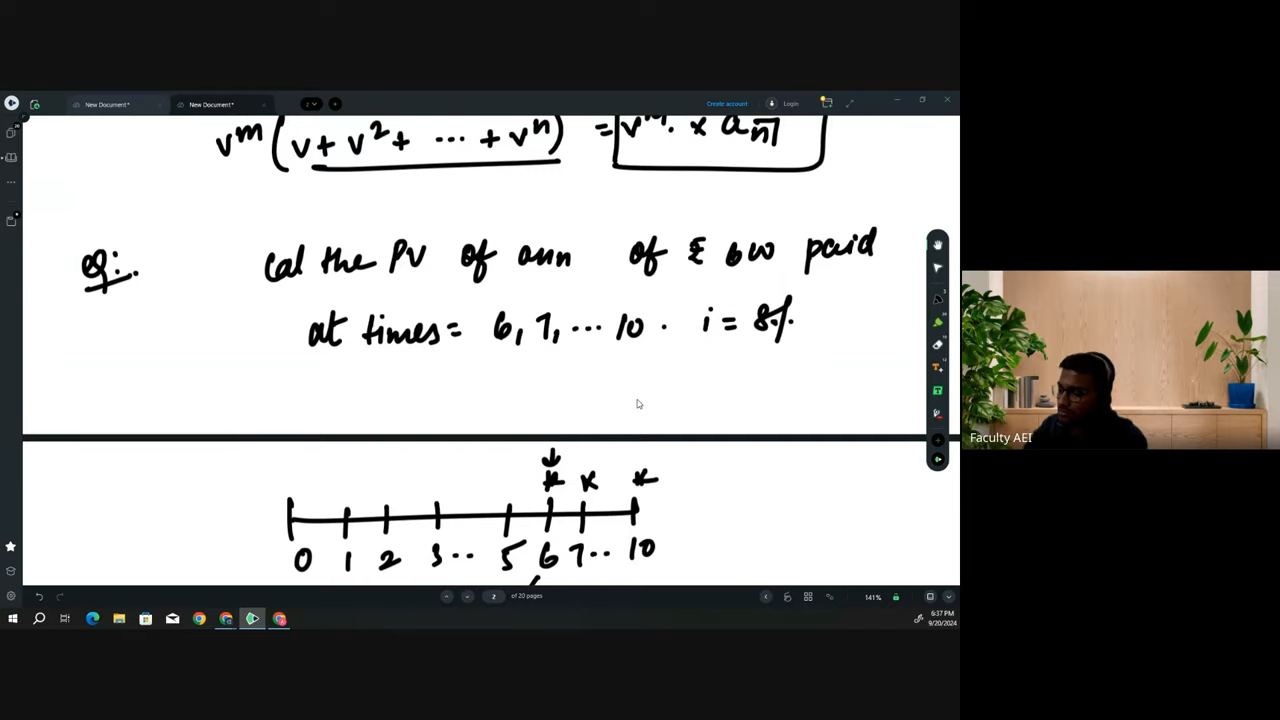 New Document* New Document* 2 Create account Login
v^m (v + v^2 + ... + v^n) = v^m. × a n
Q:. Cal the PV of ann of ₹ 600 paid
at times = 6, 7, ... 10. i = 8%
Faculty AEI
K K K
0 1 2 3 .. 5 6 7 .. 10
2 of 20 pages 141%
6:37 PM
9/20/2024